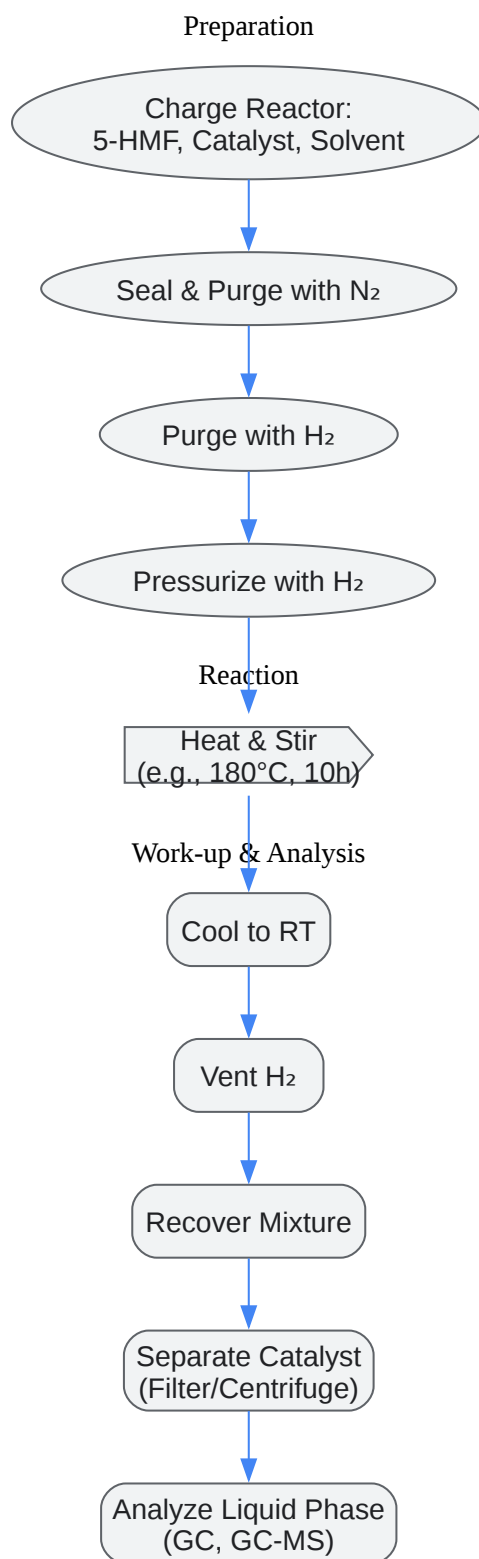 Preparation
Charge Reactor:
5-HMF, Catalyst, Solvent
Seal & Purge with N₂
Purge with H₂
Pressurize with H₂
Reaction
Heat & Stir
(e.g., 180°C, 10h)
Work-up & Analysis
Cool to RT
Vent H₂
Recover Mixture
Separate Catalyst
(Filter/Centrifuge)
Analyze Liquid Phase
(GC, GC-MS)